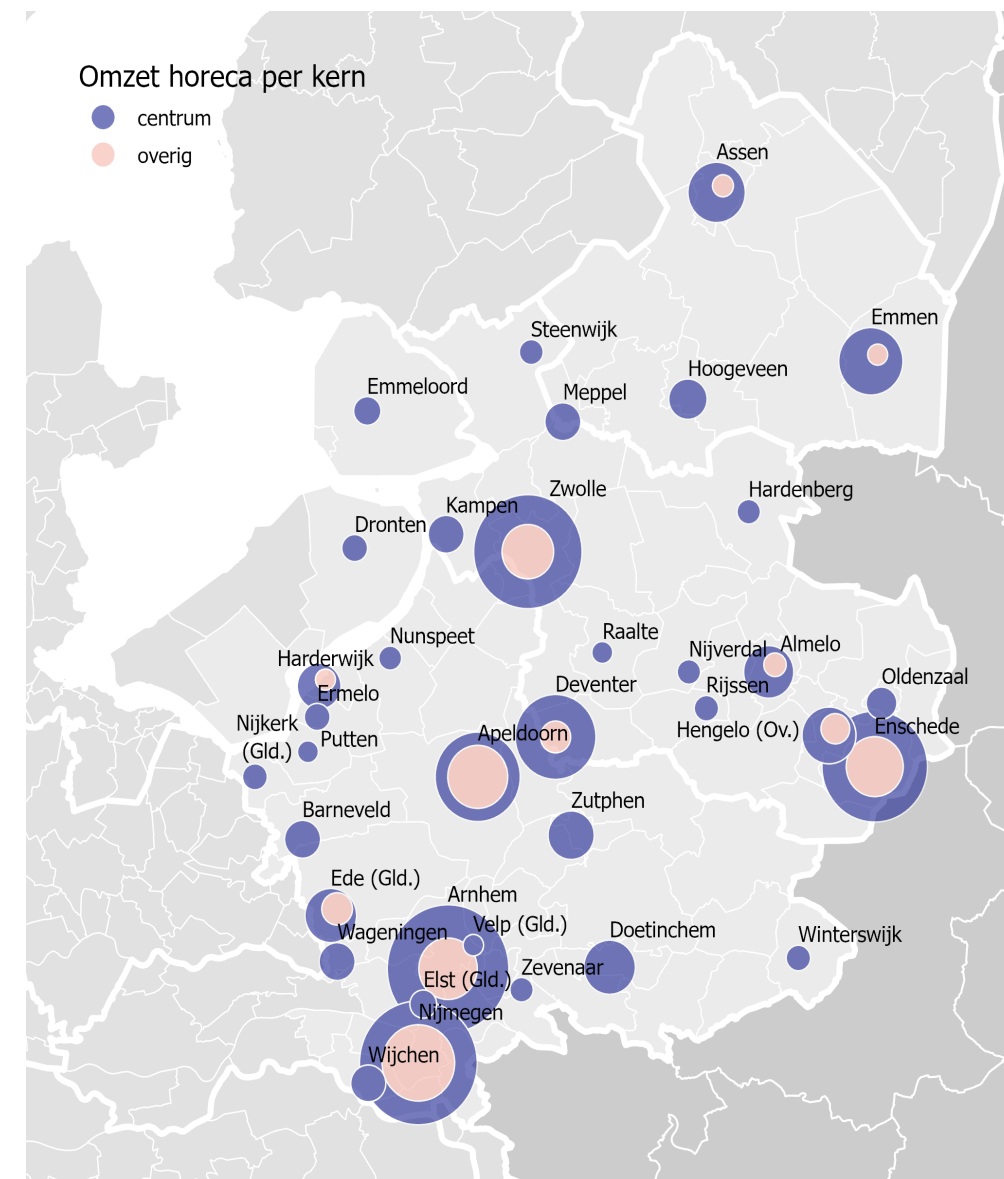 Omzet horeca per kern
centrum
overig
Assen
Emmen
Steenwijk
Hoogeveen
Emmeloord
Meppel
Zwolle
Hardenberg
Kampen
Dronten
Raalte
Nunspeet
Nijverdal
Almelo
Harderwijk
Oldenzaal
Deventer
Rijssen
Ermelo
Nijkerk
(Gld.)
Enschede
Hengelo (Ov.)
Apeldoorn
Putten
Zutphen
Barneveld
Ede (Gld.)
Arnhem
Velp (Gld.)
Doetinchem
Wageningen
Winterswijk
Zevenaar
Elst (Gld.)
Nijmegen
Wijchen